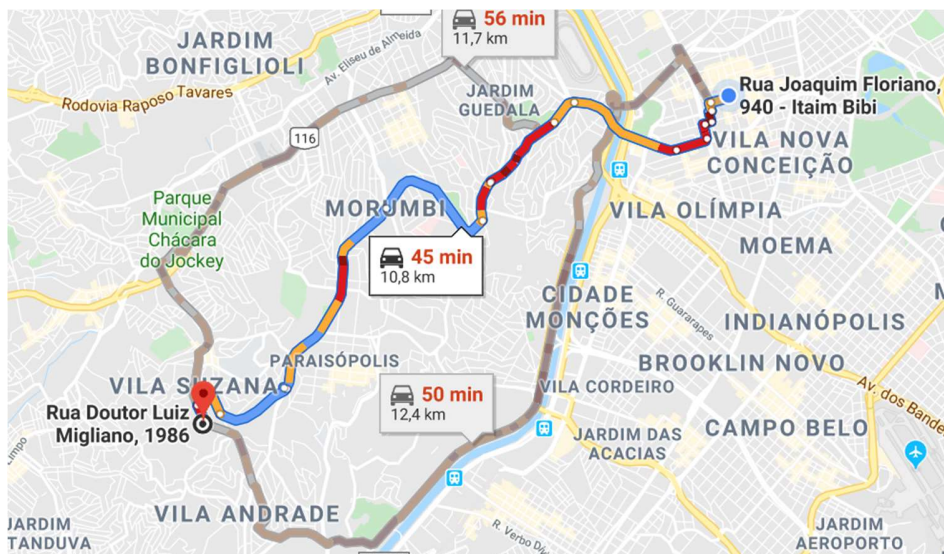 56 min
11,7 km
JARDIM
BONFIGLIOLI
Av. Eliseu de Almeida
Rodovia Raposo Tavares
JARDIM
GUEDALA
Rua Joaquim Floriano,
940 - Itaim Bibi
116
VILA NOVA
CONCEIÇÃO
Parque
Municipal
Chácara
do Jockey
MORUMBI
VILA OLÍMPIA
MOEMA
45 min
10,8 km
CIDADE
MONÇÕES
R. Guararapes
INDIANÓPOLIS
PARAISÓPOLIS
BROOKLIN NOVO
VILA SUZANA
50 min
12,4 km
VILA CORDEIRO
Av. dos Bande
Rua Doutor Luiz
Migliano, 1986
CAMPO BELO
JARDIM DAS
ACACIAS
Limpo
VILA ANDRADE
JARDIM
TANDUVA
R. Verbo Div
JARDIM
AEROPORTO